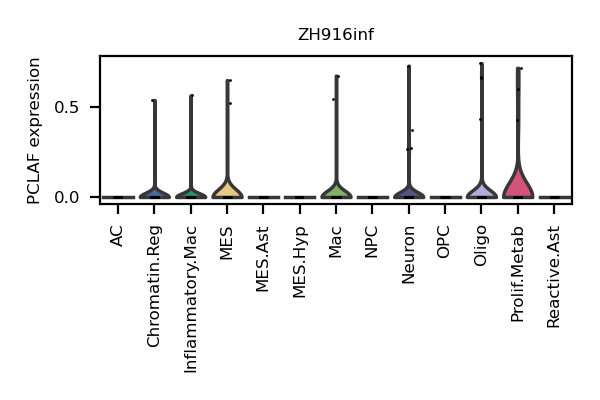 ZH916inf
PCLAF expression
0.5
0.0
AC
Chromatin.Reg
Inflammatory.Mac
MES
MES.Ast
MES.Hyp
Mac
NPC
Neuron
OPC
Oligo
Prolif.Metab
Reactive.Ast